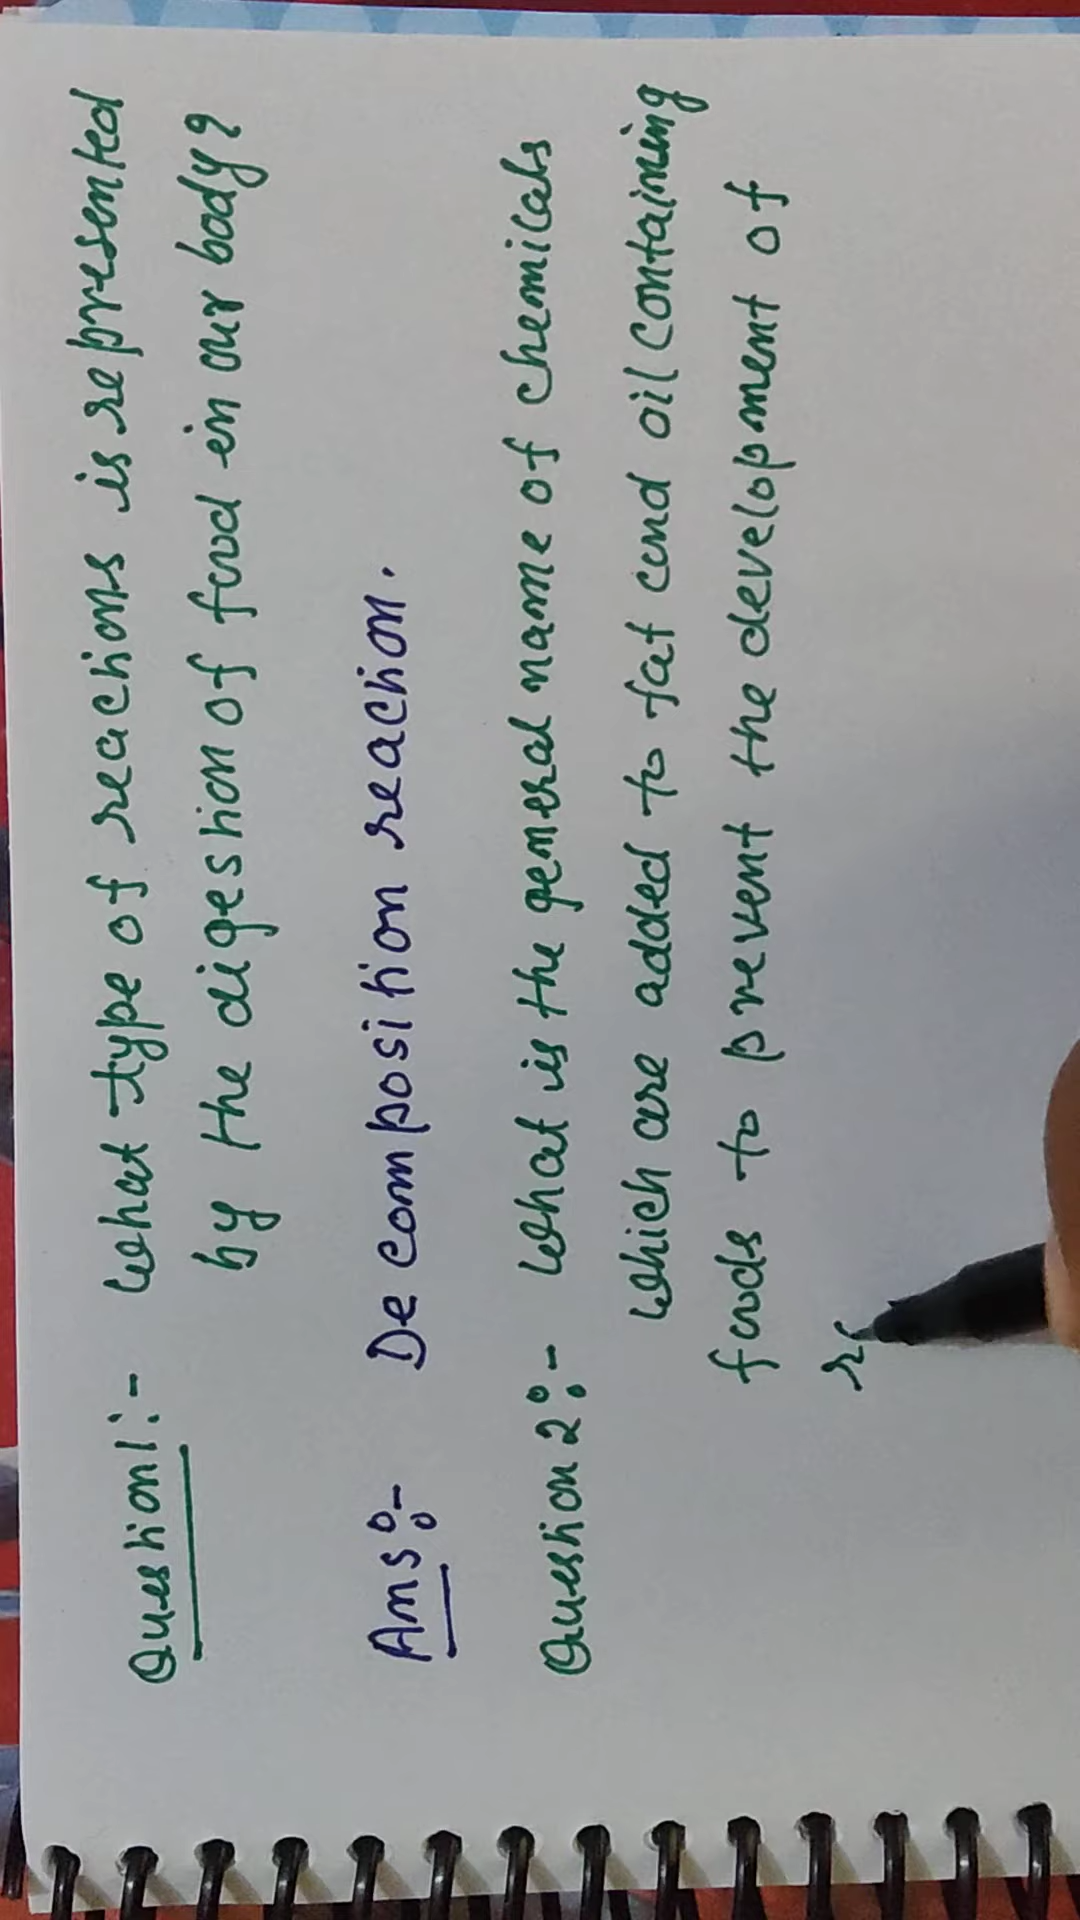 Question1:- What type of reactions is represented
by the digestion of food in our body?
Ans:- Decomposition reaction.
Question 2:- What is the general name of chemicals
which are added to fat and oil containing
foods to prevent the development of